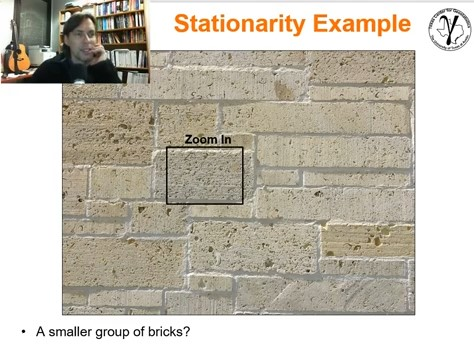 Stationarity Example
Zoom In
• A smaller group of bricks?